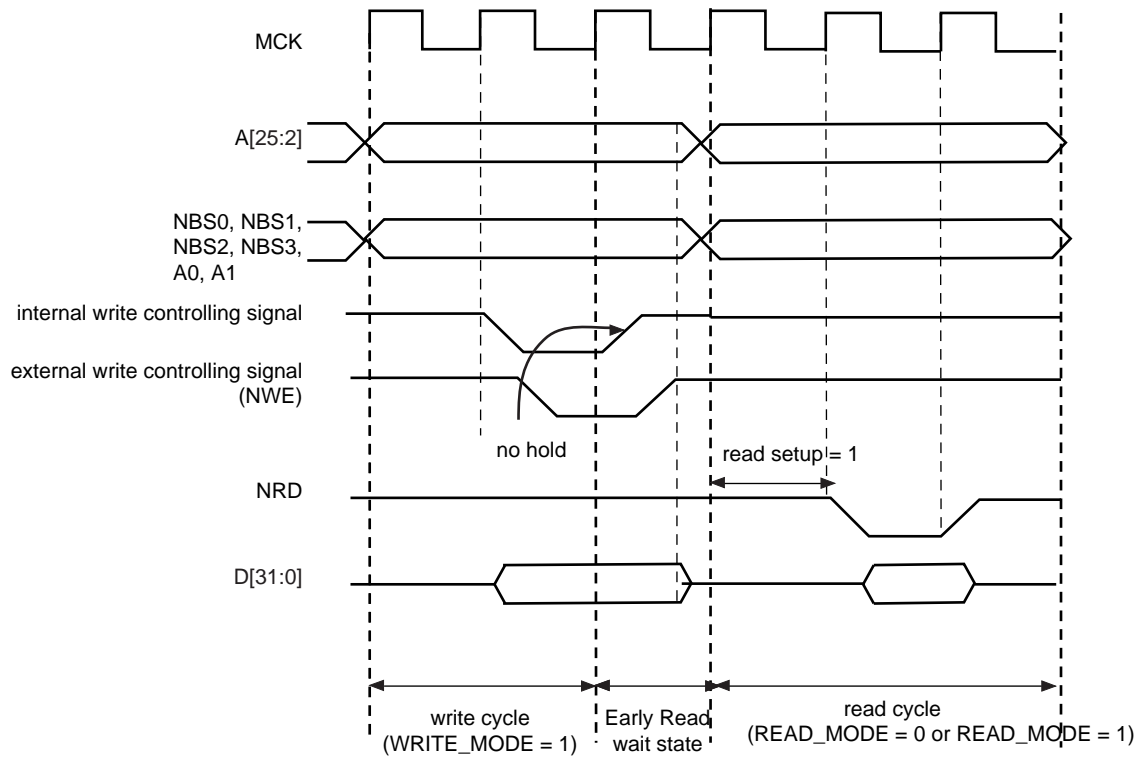 MCK
A[25:2]
NBS0, NBS1,
NBS2, NBS3,
A0, A1
internal write controlling signal
external write controlling signal
(NWE)
no hold
read setup = 1
NRD
D[31:0]
write cycle
(WRITE_MODE = 1)
Early Read
wait state
read cycle
(READ_MODE = 0 or READ_MODE = 1)